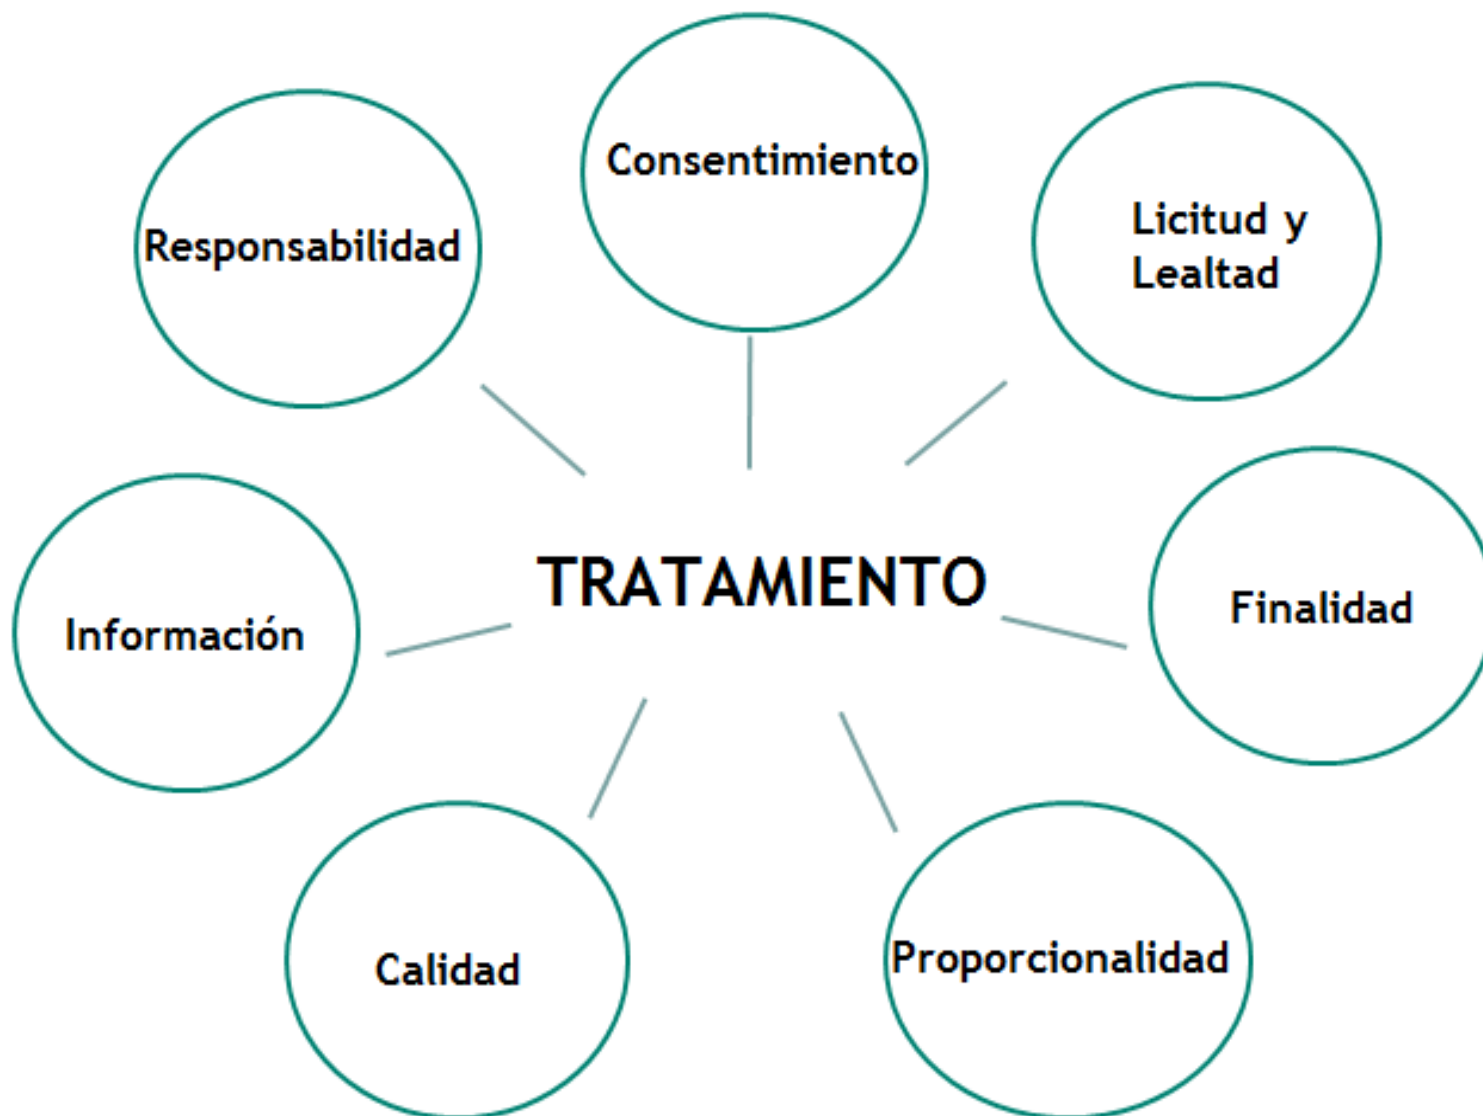 Consentimiento
Licitud y
Lealtad
Responsabilidad
TRATAMIENTO
Finalidad
Información
Proporcionalidad
Calidad